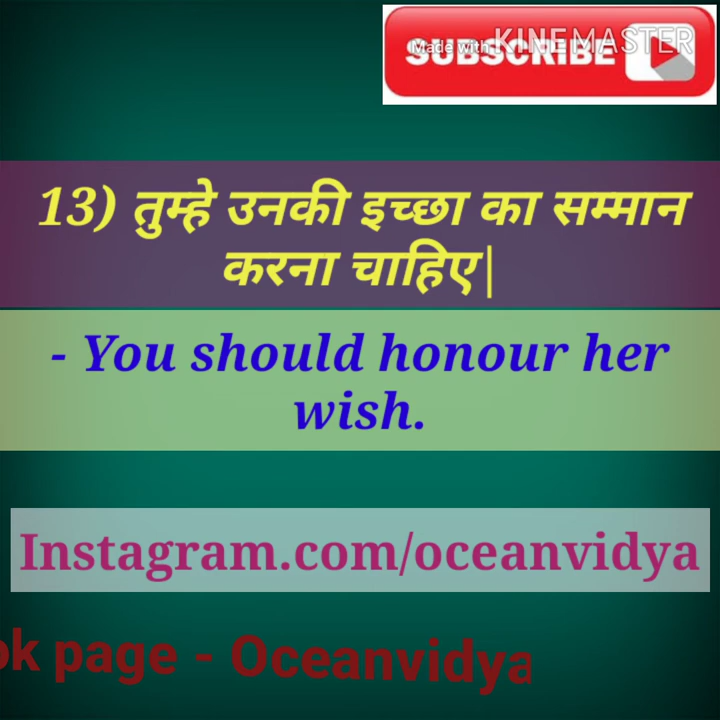 SUBSCRIBE
Made with KINEMASTER
13) तुम्हे उनकी इच्छा का सम्मान
करना चाहिए|
- You should honour her
wish.
Instagram.com/oceanvidya
ok page - Oceanvidya